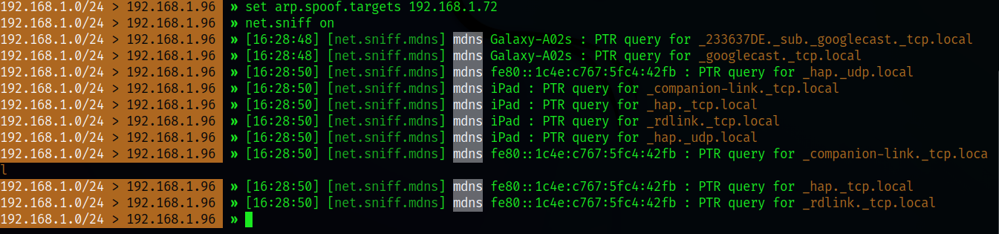 192.168.1.0/24 > 192.168.1.96 » set arp.spoof.targets 192.168.1.72
192.168.1.0/24 > 192.168.1.96 » net.sniff on
192.168.1.0/24 > 192.168.1.96 » [16:28:48] [net.sniff.mdns] mdns Galaxy-A02s : PTR query for _233637DE._sub._googlecast._tcp.local
192.168.1.0/24 > 192.168.1.96 » [16:28:48] [net.sniff.mdns] mdns Galaxy-A02s : PTR query for _googlecast._tcp.local
192.168.1.0/24 > 192.168.1.96 » [16:28:50] [net.sniff.mdns] mdns fe80::1c4e:c767:5fc4:42fb : PTR query for _hap._udp.local
192.168.1.0/24 > 192.168.1.96 » [16:28:50] [net.sniff.mdns] mdns iPad : PTR query for _companion-link._tcp.local
192.168.1.0/24 > 192.168.1.96 » [16:28:50] [net.sniff.mdns] mdns iPad : PTR query for _hap._tcp.local
192.168.1.0/24 > 192.168.1.96 » [16:28:50] [net.sniff.mdns] mdns iPad : PTR query for _rdlink._tcp.local
192.168.1.0/24 > 192.168.1.96 » [16:28:50] [net.sniff.mdns] mdns iPad : PTR query for _hap._udp.local
192.168.1.0/24 > 192.168.1.96 » [16:28:50] [net.sniff.mdns] mdns fe80::1c4e:c767:5fc4:42fb : PTR query for _companion-link._tcp.loca
l
192.168.1.0/24 > 192.168.1.96 » [16:28:50] [net.sniff.mdns] mdns fe80::1c4e:c767:5fc4:42fb : PTR query for _hap._tcp.local
192.168.1.0/24 > 192.168.1.96 » [16:28:50] [net.sniff.mdns] mdns fe80::1c4e:c767:5fc4:42fb : PTR query for _rdlink._tcp.local
192.168.1.0/24 > 192.168.1.96 »